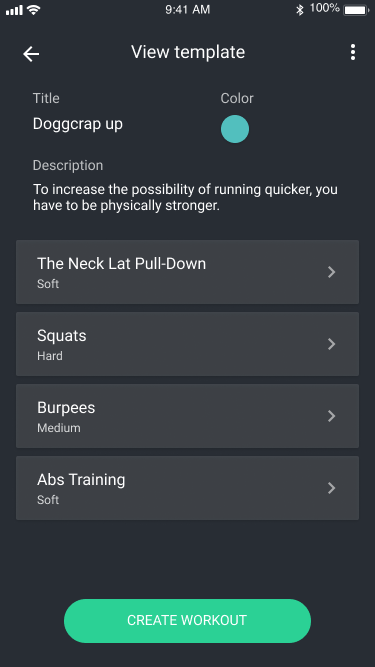 9:41 AM
100%
View template
Title
Color
Doggcrap up
Description
To increase the possibility of running quicker, you
have to be physically stronger.
The Neck Lat Pull-Down
Soft
Squats
Hard
Burpees
Medium
Abs Training
Soft
CREATE WORKOUT